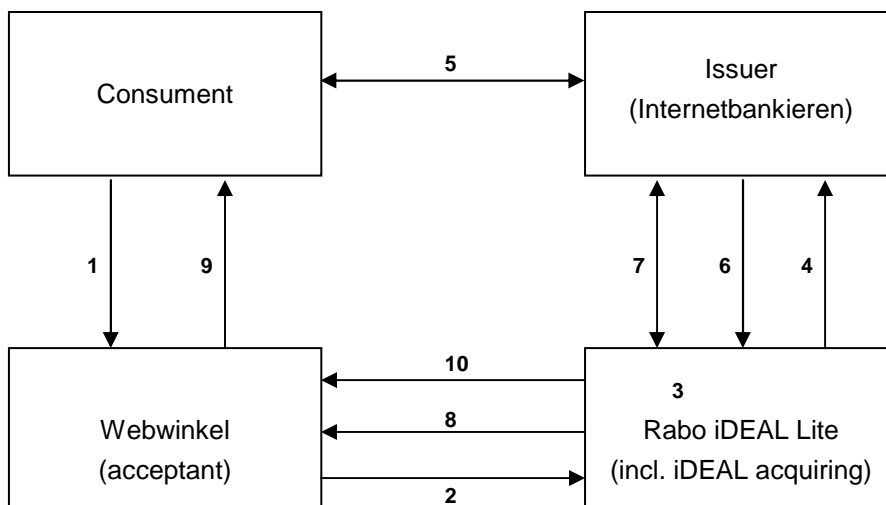 Consument
5
Issuer
(Internetbankieren)
1
9
7
6
4
10
3
8
Webwinkel
(acceptant)
Rabo iDEAL Lite
(incl. iDEAL acquiring)
2